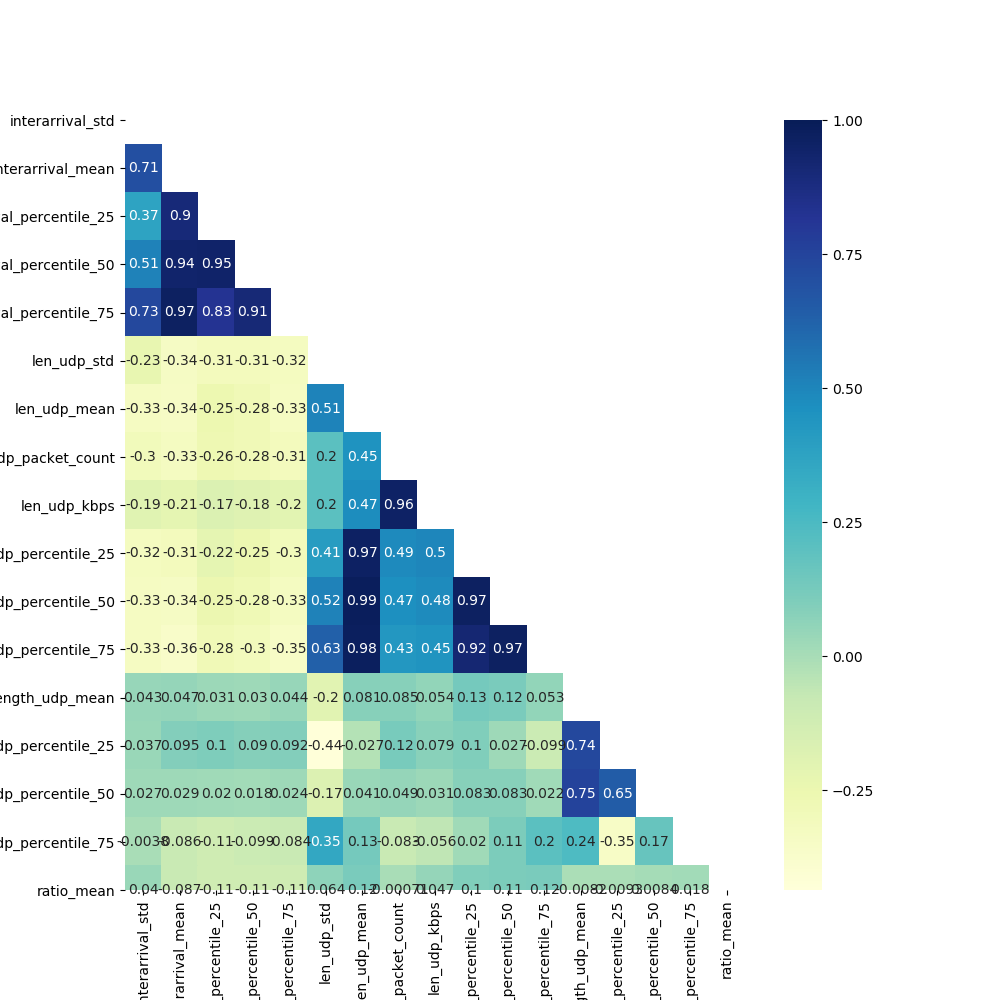 interarrival_std
nterarrival_mean 0.71
al_percentile_25 0.37 0.9
al_percentile_50 0.51 0.94 0.95
al_percentile_75 0.73 0.97 0.83 0.91
len_udp_std -0.23 -0.34 -0.31 -0.31 -0.32
len_udp_mean -0.33 -0.34 -0.25 -0.28 -0.33 0.51
dp_packet_count -0.3 -0.33 -0.26 -0.28 -0.31 0.2 0.45
len_udp_kbps -0.19 -0.21 -0.17 -0.18 -0.2 0.2 0.47 0.96
dp_percentile_25 -0.32 -0.31 -0.22 -0.25 -0.3 0.41 0.97 0.49 0.5
dp_percentile_50 -0.33 -0.34 -0.25 -0.28 -0.33 0.52 0.99 0.47 0.48 0.97
dp_percentile_75 -0.33 -0.36 -0.28 -0.3 -0.35 0.63 0.98 0.43 0.45 0.92 0.97
ength_udp_mean 0.043 0.047 0.031 0.03 0.044 -0.2 0.081 0.085 0.054 0.13 0.12 0.053
dp_percentile_25 0.037 0.095 0.1 0.09 0.092 -0.44 -0.027 0.12 0.079 0.1 0.027 -0.099 0.74
dp_percentile_50 0.027 0.029 0.02 0.018 0.024 -0.17 0.041 0.049 0.031 0.083 0.083 0.022 0.75 0.65
dp_percentile_75 -0.086 -0.11 -0.099 -0.084 0.35 0.13 -0.083 -0.056 0.02 0.11 0.2 0.24 -0.35 0.17
ratio_mean 0.04 -0.087 -0.11 -0.11 -0.11 0.064 0.12 0.1 0.11 0.12 0.018
nterarrival_std
rrarrival_mean
percentile_25
percentile_50
percentile_75
len_udp_std
en_udp_mean
_packet_count
len_udp_kbps
percentile_25
percentile_50
percentile_75
gth_udp_mean
percentile_25
percentile_50
percentile_75
ratio_mean
1.00
0.75
0.50
0.25
0.00
−0.25